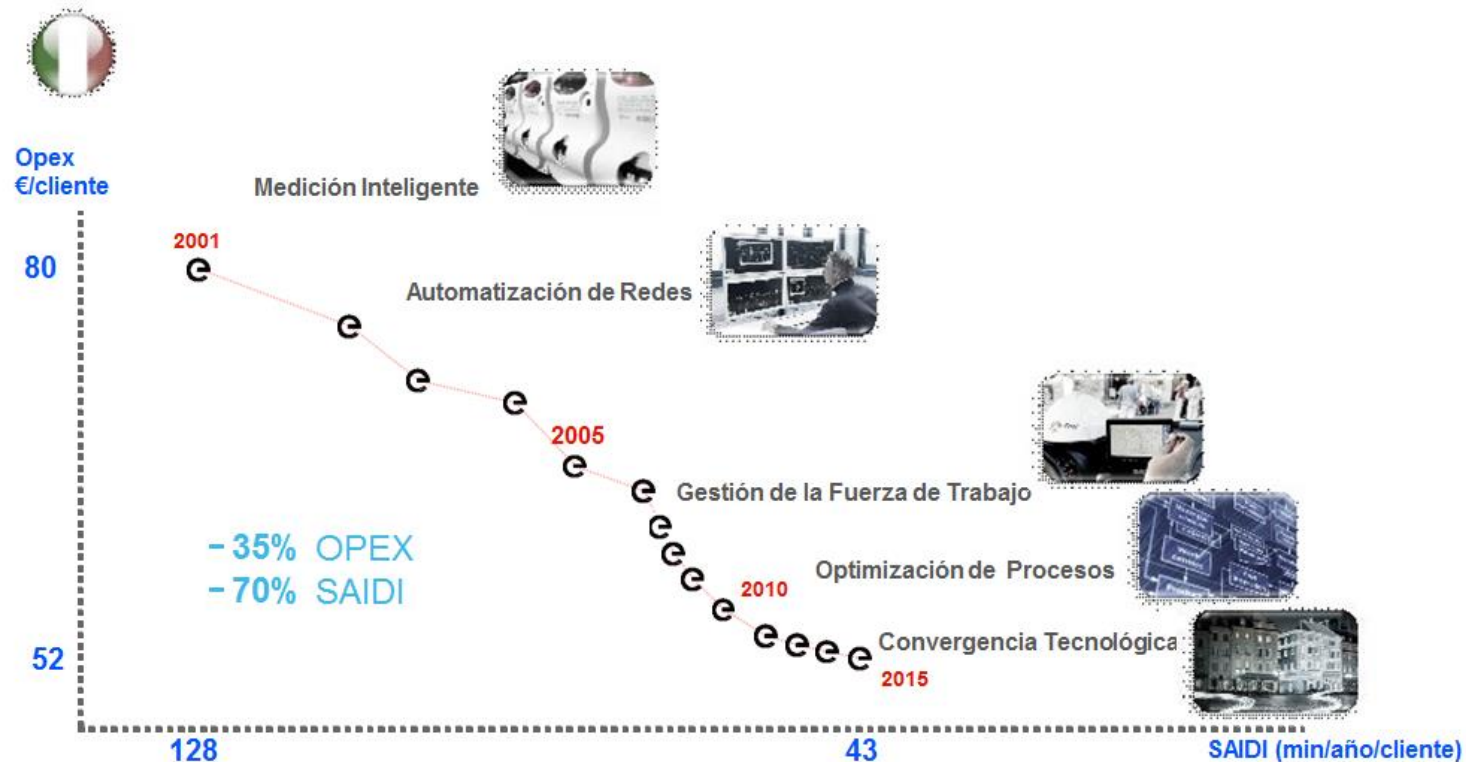 Opex
€/cliente
Medición Inteligente
2001
80
Automatización de Redes
2005
Gestión de la Fuerza de Trabajo
- 35% OPEX
- 70% SAIDI
Optimización de Procesos
2010
Convergencia Tecnológica
52
2015
128
43
SAIDI (min/año/cliente)